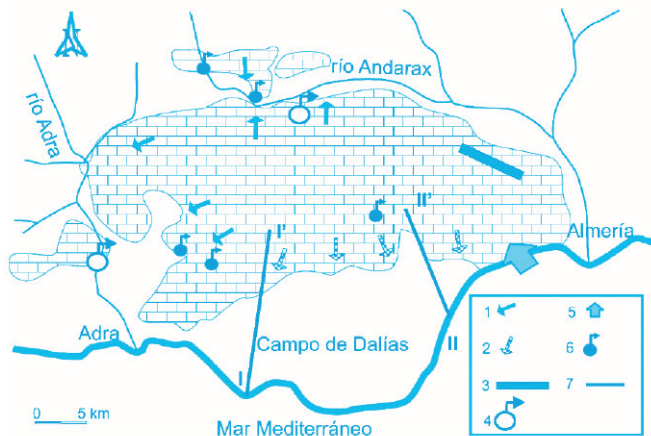 río Andarax
río Adra
II'
I'
Almería
Adra
Campo de Dalías
I
II
Mar Mediterráneo
0 5 km
1 5
2 6
3 7
4